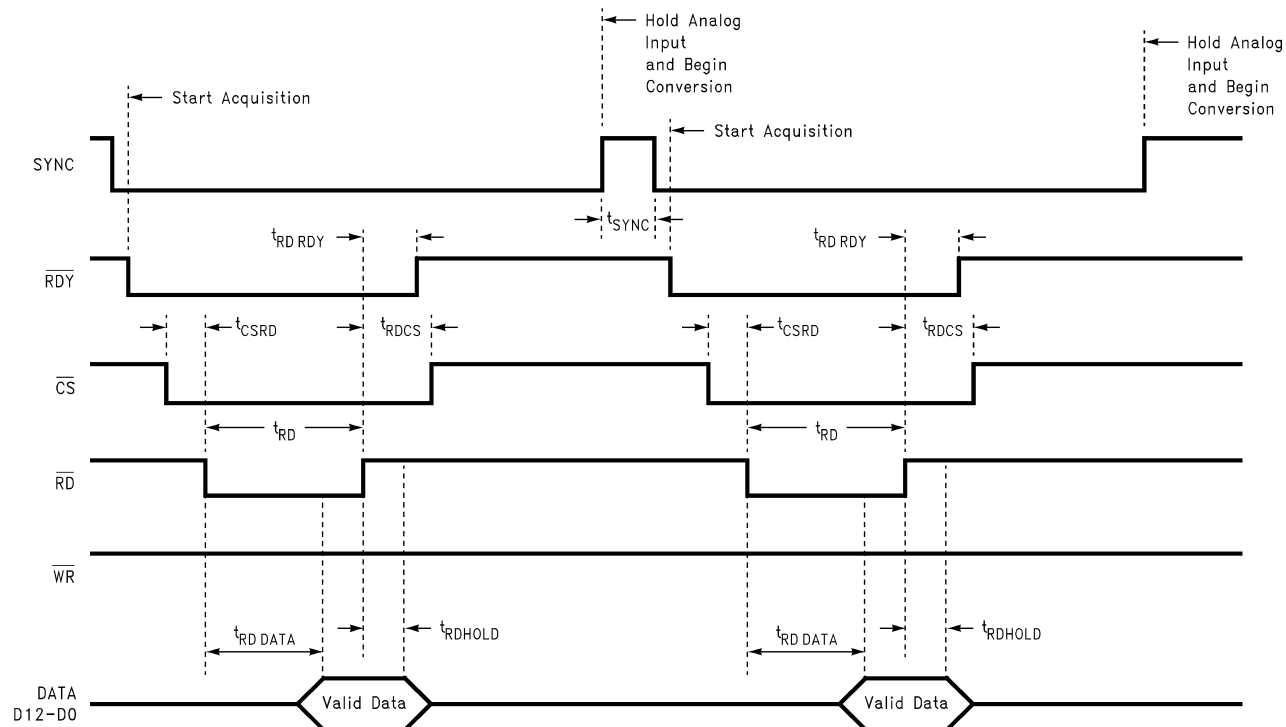 Hold Analog
Input
and Begin
Conversion
Hold Analog
Input
and Begin
Conversion
Start Acquisition
Start Acquisition
SYNC
tSYNC
tRD RDY
tRD RDY
RDY
tCSRD
tRDCS
tCSRD
tRDCS
CS
tRD
tRD
RD
WR
tRD DATA
tRDHOLD
tRD DATA
tRDHOLD
DATA
D12-D0
Valid Data
Valid Data